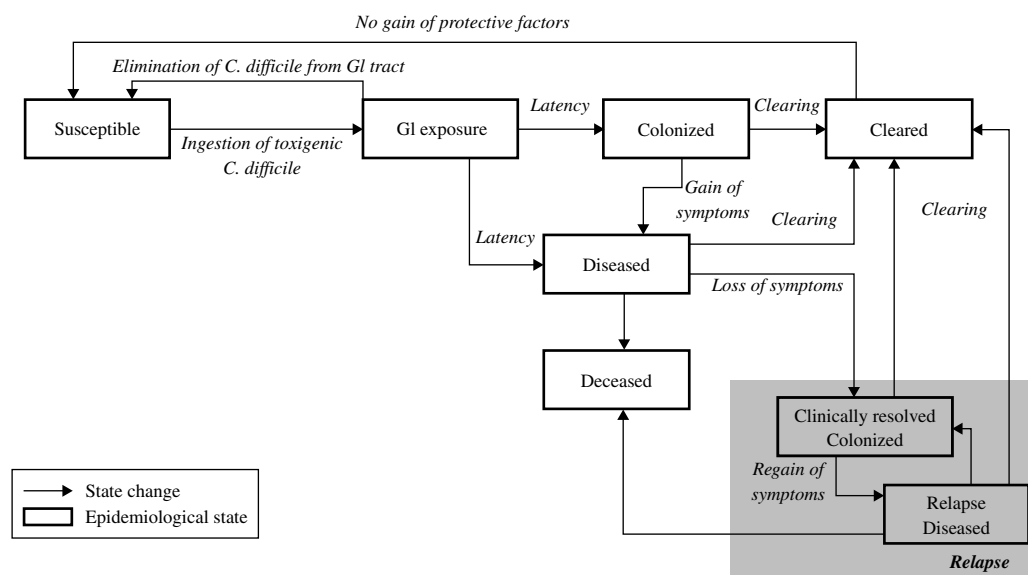 No gain of protective factors
Elimination of C. difficile from Gl tract
Susceptible
Ingestion of toxigenic
C. difficile
Gl exposure
Latency
Colonized
Clearing
Cleared
Gain of
symptoms
Latency
Diseased
Clearing
Clearing
Loss of symptoms
Deceased
Clinically resolved
Colonized
Regain of
symptoms
Relapse
Diseased
Relapse
State change
Epidemiological state